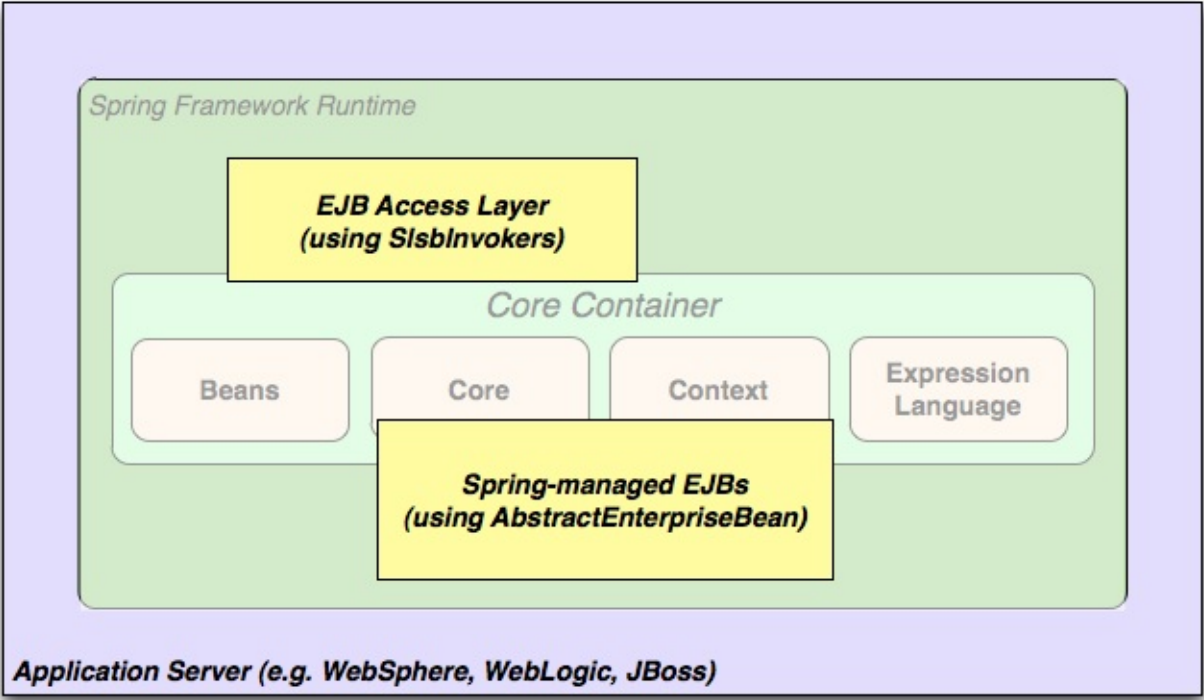 Spring Framework Runtime
EJB Access Layer
(using SlsbInvokers)
Core Container
Beans
Core
Context
Expression
Language
Spring-managed EJBs
(using AbstractEnterpriseBean)
Application Server (e.g. WebSphere, WebLogic, JBoss)